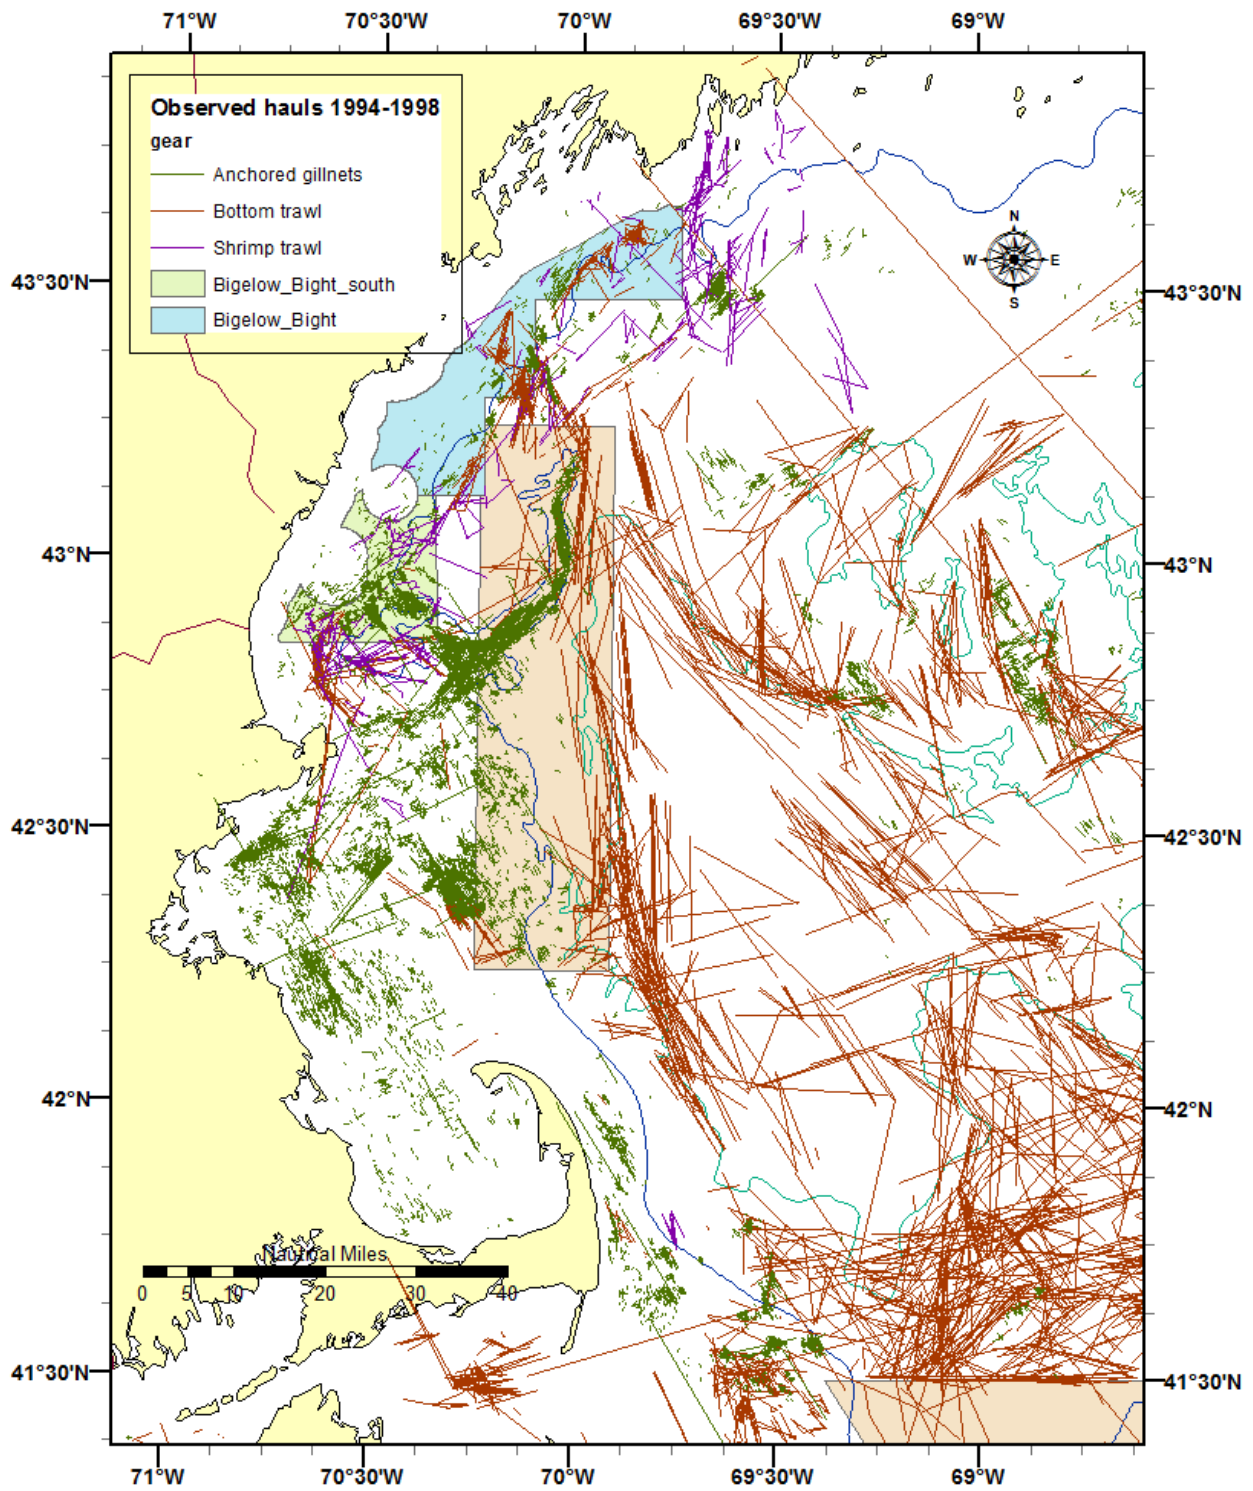 71°W 70°30'W 70°0'W 69°30'W 69°W
Observed hauls 1994-1998
gear
Anchored gillnets
Bottom trawl
Shrimp trawl
Bigelow_Bight_south
Bigelow_Bight
N
W E
S
43°30'N 43°30'N
43°N 43°N
42°30'N 42°30'N
42°N 42°N
Nautical Miles
0 5 10 20 30 40
41°30'N 41°30'N
71°W 70°30'W 70°W 69°30'W 69°W